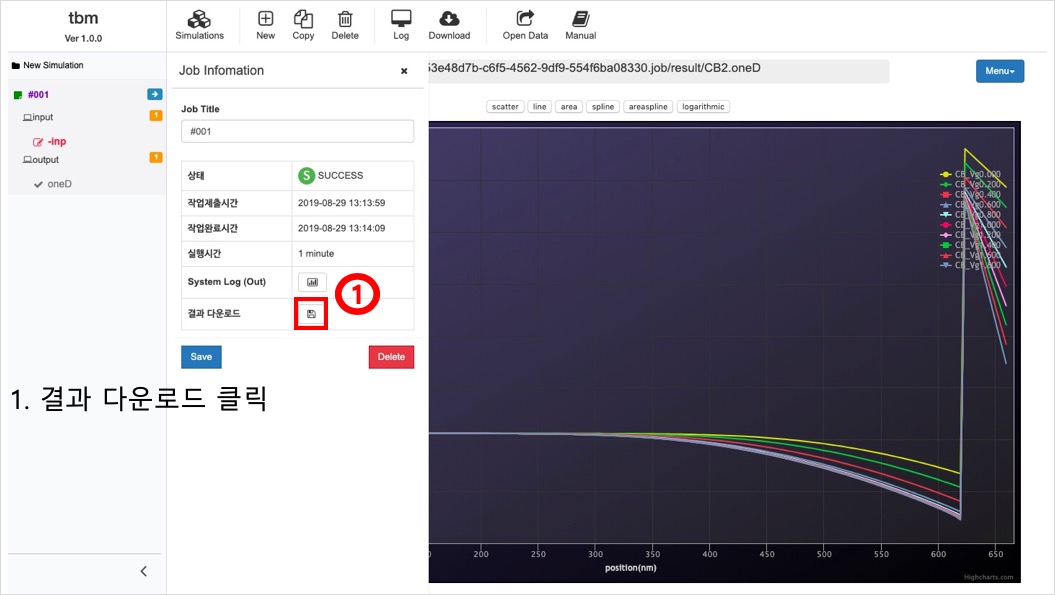 tbm
Ver 1.0.0
Simulations
New
Copy
Delete
Log
Download
Open Data
Manual
New Simulation
#001
input
1
-inp
output
1
oneD
Job Infomation
×
Job Title
#001
상태
S SUCCESS
작업제출시간
2019-08-29 13:13:59
작업완료시간
2019-08-29 13:14:09
실행시간
1 minute
System Log (Out)
결과 다운로드
1
Save
Delete
1. 결과 다운로드 클릭
53e48d7b-c6f5-4562-9df9-554f6ba08330.job/result/CB2.oneD
Menu
scatter line area spline areaspline logarithmic
CB_Vg0.000
CB_Vg0.200
CB_Vg0.400
CB_Vg0.600
CB_Vg0.800
CB_Vg1.000
CB_Vg1.200
CB_Vg1.400
CB_Vg1.600
CB_Vg1.800
200 250 300 350 400 450 500 550 600 650
position(nm)
Highcharts.com